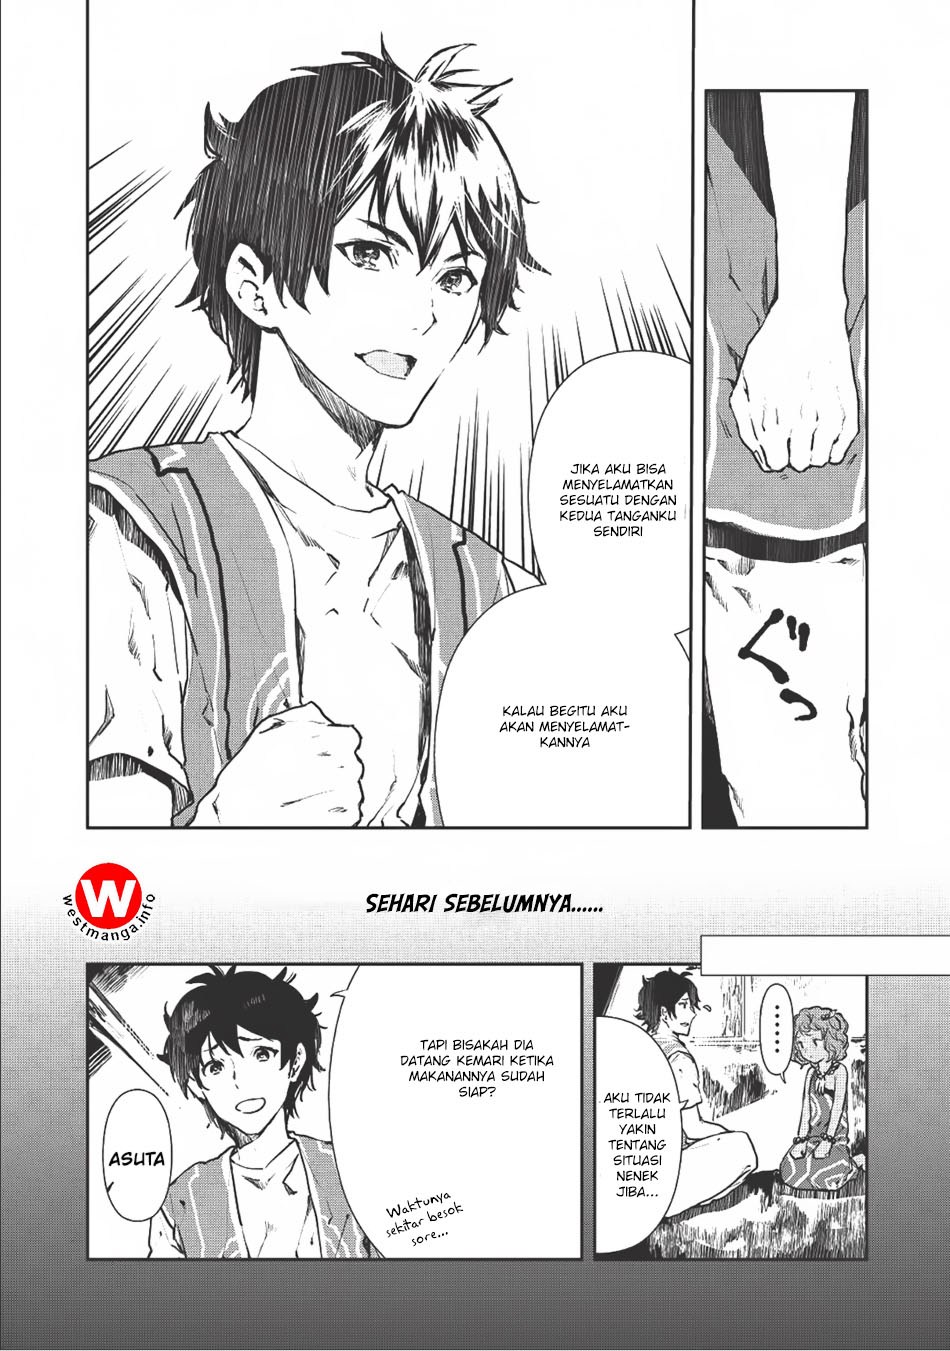 ぐっ
JIKA AKU BISA
MENYELAMATKAN
SESUATU DENGAN
KEDUA TANGANKU
SENDIRI
KALAU BEGITU AKU
AKAN MENYELAMAT-
KANNYA
W
westmanga.info
SEHARI SEBELUMNYA......
.......
AKU TIDAK
TERLALU
YAKIN
TENTANG
SITUASI
NENEK
JIBA...
TAPI BISAKAH DIA
DATANG KEMARI KETIKA
MAKANANNYA SUDAH
SIAP?
Waktunya
sekitar besok
sore...
ASUTA